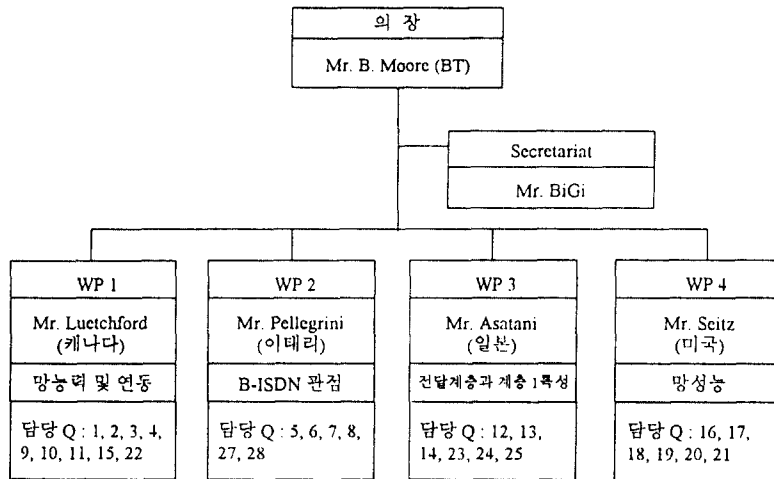 의 장
Mr. B. Moore (BT)
Secretariat
Mr. BiGi
WP 1
Mr. Luetchford
(캐나다)
망능력 및 연동
담당 Q : 1, 2, 3, 4,
9, 10, 11, 15, 22
WP 2
Mr. Pellegrini
(이태리)
B-ISDN 관점
담당 Q : 5, 6, 7, 8,
27, 28
WP 3
Mr. Asatani
(일본)
전달계층과 계층 1특성
담당 Q : 12, 13,
14, 23, 24, 25
WP 4
Mr. Seitz
(미국)
망성능
담당 Q : 16, 17,
18, 19, 20, 21